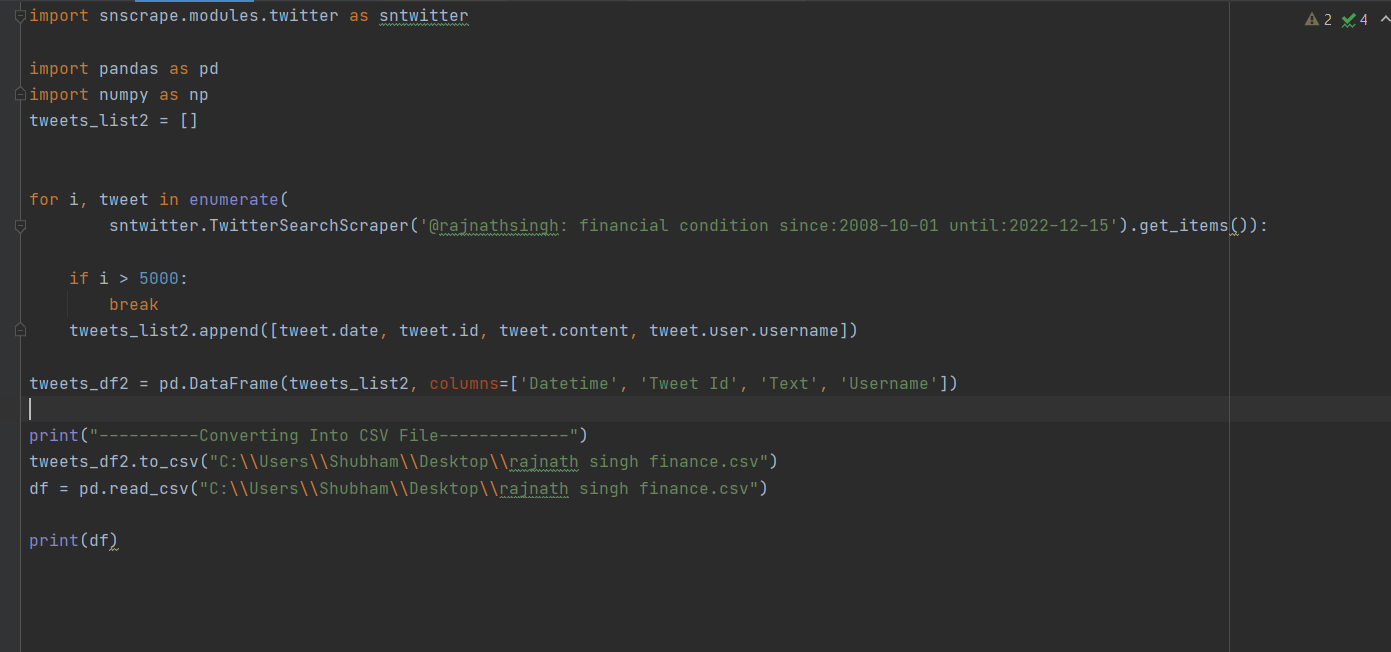 import snscrape.modules.twitter as sntwitter
2 4
import pandas as pd
import numpy as np
tweets_list2 = []
for i, tweet in enumerate(
        sntwitter.TwitterSearchScraper('@rajnathsingh: financial condition since:2008-10-01 until:2022-12-15').get_items()):
    if i > 5000:
        break
    tweets_list2.append([tweet.date, tweet.id, tweet.content, tweet.user.username])
tweets_df2 = pd.DataFrame(tweets_list2, columns=['Datetime', 'Tweet Id', 'Text', 'Username'])
print("----------Converting Into CSV File-------------")
tweets_df2.to_csv("C:\\Users\\Shubham\\Desktop\\rajnath singh finance.csv")
df = pd.read_csv("C:\\Users\\Shubham\\Desktop\\rajnath singh finance.csv")
print(df)